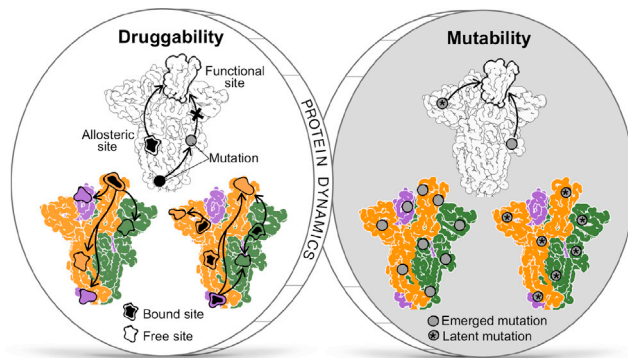 Druggability
Functional
site
Allosteric
site
Mutation
Bound site
Free site
PROTEIN DYNAMICS
Mutability
Emerged mutation
Latent mutation